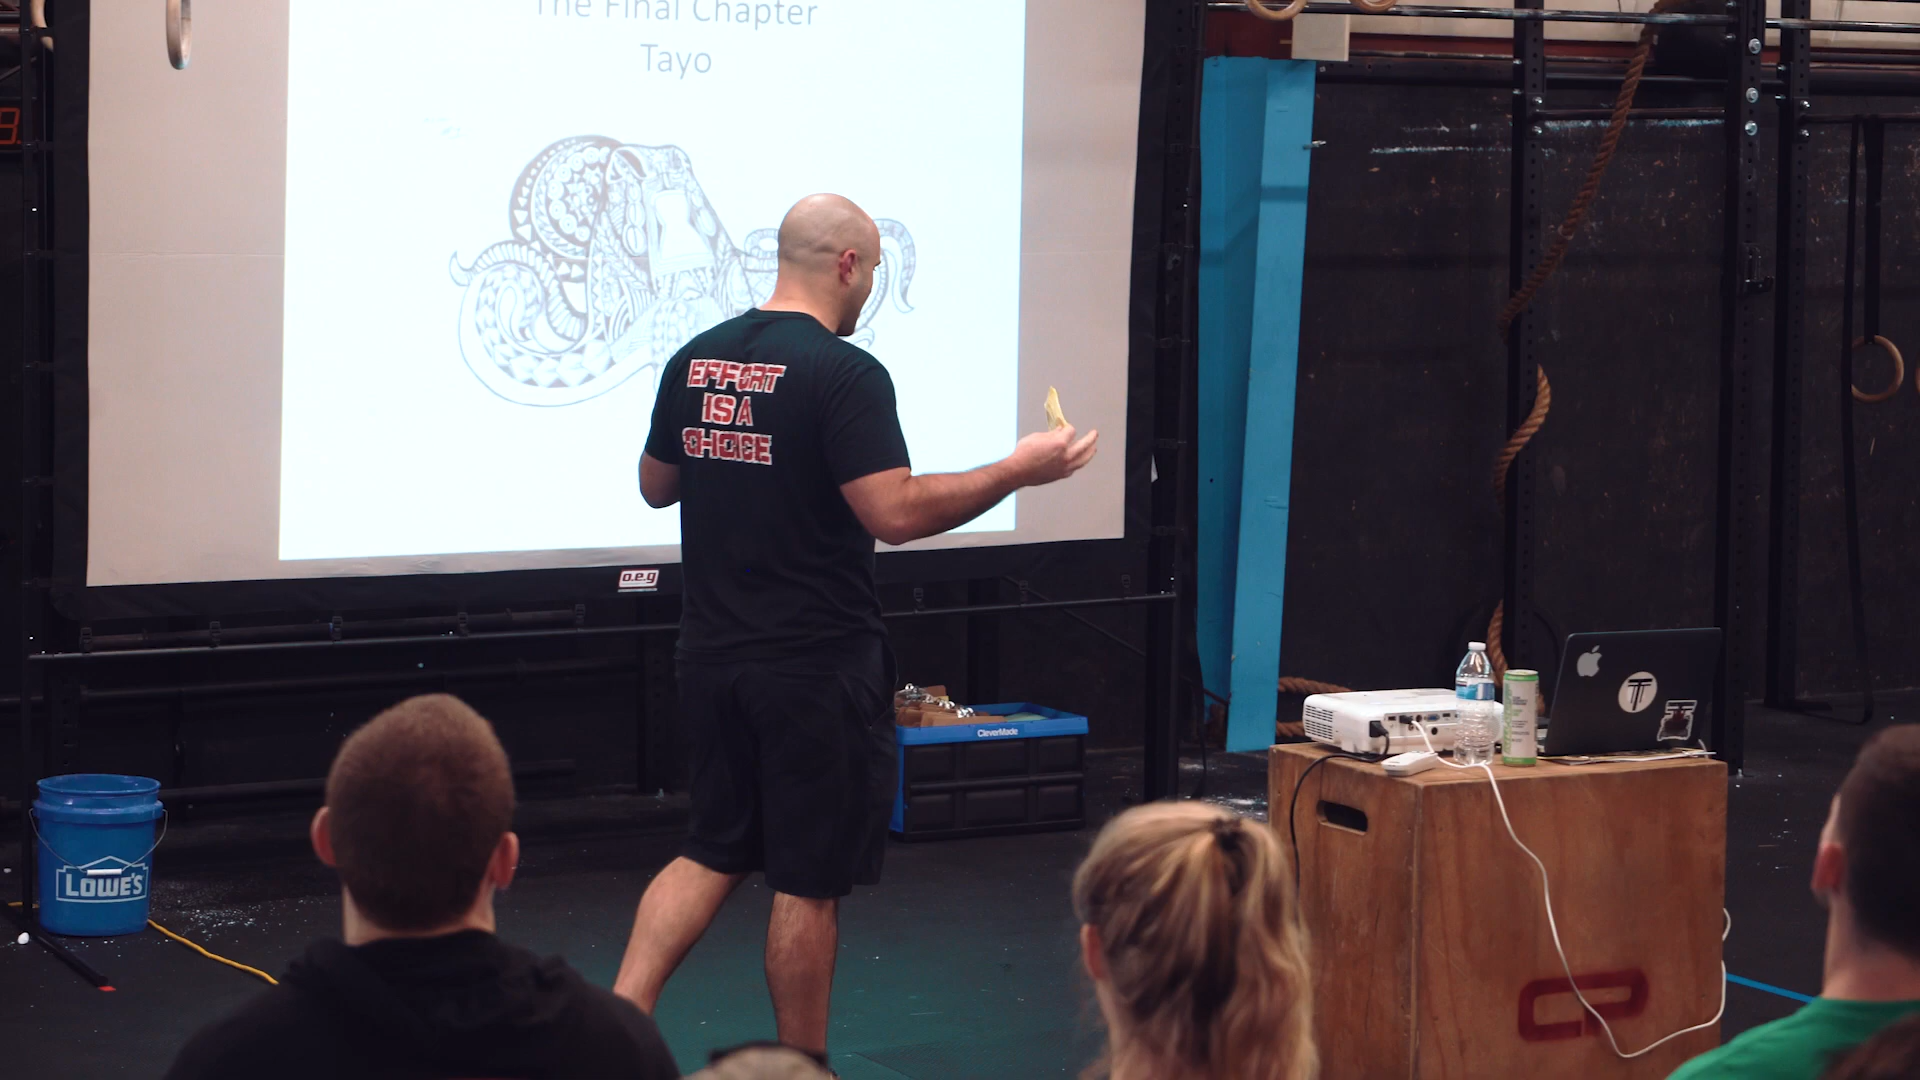 The Final Chapter
Tayo
EFFORT
IS A
CHOICE
o.e.g
CleverMade
LOWE'S